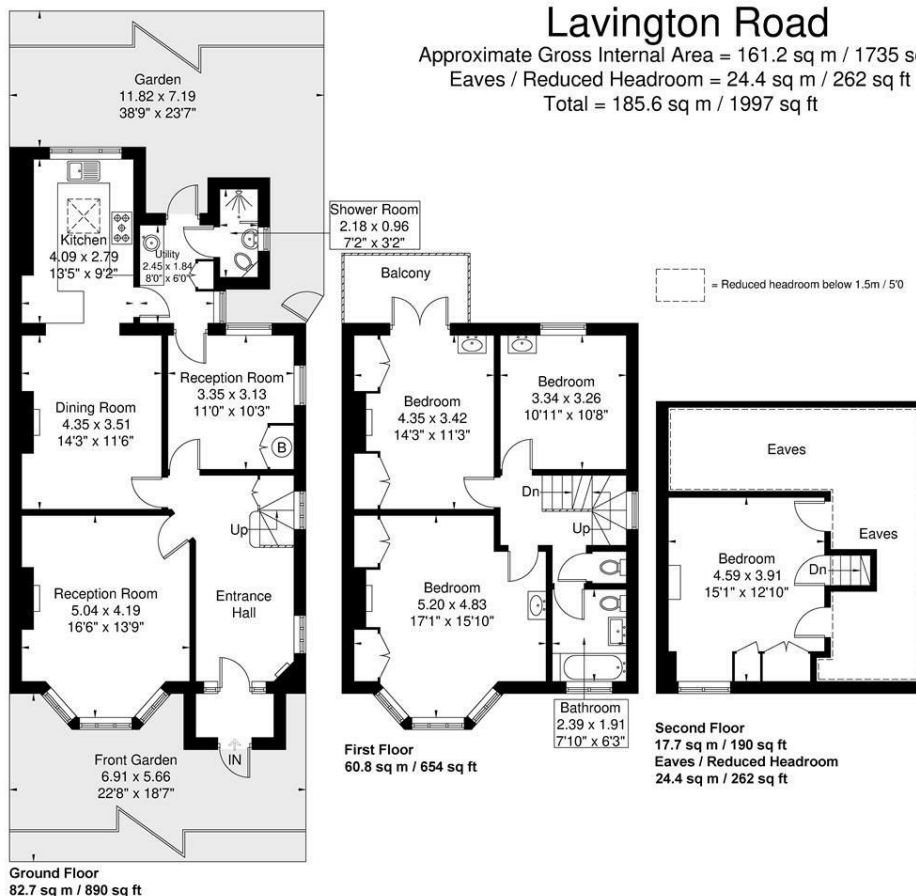 Lavington Road
Approximate Gross Internal Area = 161.2 sq m / 1735 s
Eaves / Reduced Headroom = 24.4 sq m / 262 sq ft
Total = 185.6 sq m / 1997 sq ft
Garden
11.82 x 7.19
38'9" x 23'7"
Kitchen
4.09 x 2.79
13'5" x 9'2"
Utility
2.45 x 1.84
8'0" x 6'0"
Shower Room
2.18 x 0.96
7'2" x 3'2"
Dining Room
4.35 x 3.51
14'3" x 11'6"
Reception Room
3.35 x 3.13
11'0" x 10'3"
B
Up
Reception Room
5.04 x 4.19
16'6" x 13'9"
Entrance
Hall
IN
Front Garden
6.91 x 5.66
22'8" x 18'7"
Ground Floor
82.7 sq m / 890 sq ft
Balcony
Bedroom
4.35 x 3.42
14'3" x 11'3"
Bedroom
3.34 x 3.26
10'11" x 10'8"
Dn
Up
Bedroom
5.20 x 4.83
17'1" x 15'10"
Bathroom
2.39 x 1.91
7'10" x 6'3"
First Floor
60.8 sq m / 654 sq ft
= Reduced headroom below 1.5m / 5'0
Eaves
Eaves
Bedroom
4.59 x 3.91
15'1" x 12'10"
Dn
Second Floor
17.7 sq m / 190 sq ft
Eaves / Reduced Headroom
24.4 sq m / 262 sq ft